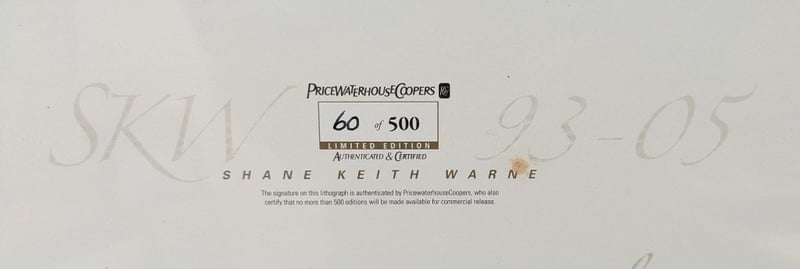 PRICEWATERHOUSECOOPERS
SKW
60 of 500
93-05
LIMITED EDITION
AUTHENTICATED & CERTIFIED
SHANE KEITH WARNE
The signature on this lithograph is authenticated by PricewaterhouseCoopers, who also
certify that no more than 500 editions will be made available for commercial release.